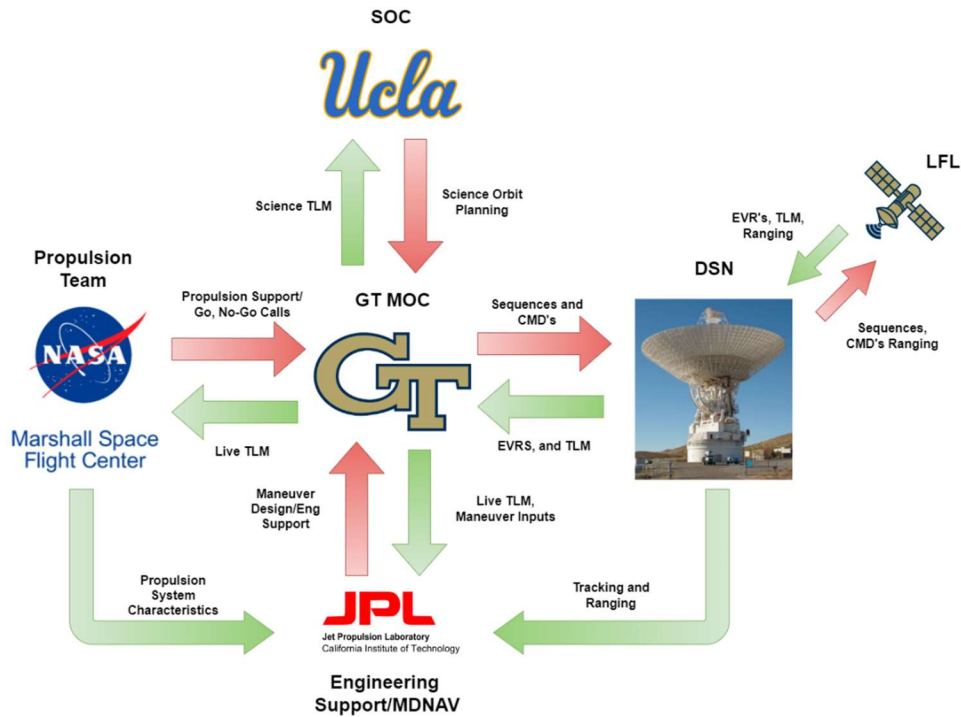 SOC
Ucla
Science TLM
Science Orbit
Planning
LFL
EVR's, TLM,
Ranging
Sequences,
CMD's Ranging
Propulsion
Team
NASA
Marshall Space
Flight Center
Propulsion Support/
Go, No-Go Calls
Live TLM
GT MOC
GT
Sequences and
CMD's
EVRS, and TLM
DSN
Maneuver
Design/Eng
Support
Live TLM,
Maneuver Inputs
Propulsion
System
Characteristics
Tracking and
Ranging
JPL
Jet Propulsion Laboratory
California Institute of Technology
Engineering
Support/MDNAV